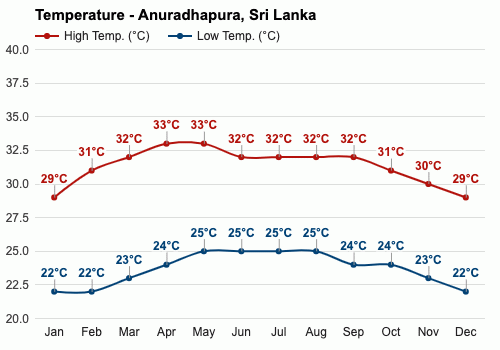 Temperature - Anuradhapura, Sri Lanka
High Temp. (°C) Low Temp. (°C)
40.0
37.5
35.0
32.5
30.0
27.5
25.0
22.5
20.0
29°C 31°C 32°C 33°C 33°C 32°C 32°C 32°C 32°C 31°C 30°C 29°C
22°C 22°C 23°C 24°C 25°C 25°C 25°C 25°C 24°C 24°C 23°C 22°C
Jan Feb Mar Apr May Jun Jul Aug Sep Oct Nov Dec